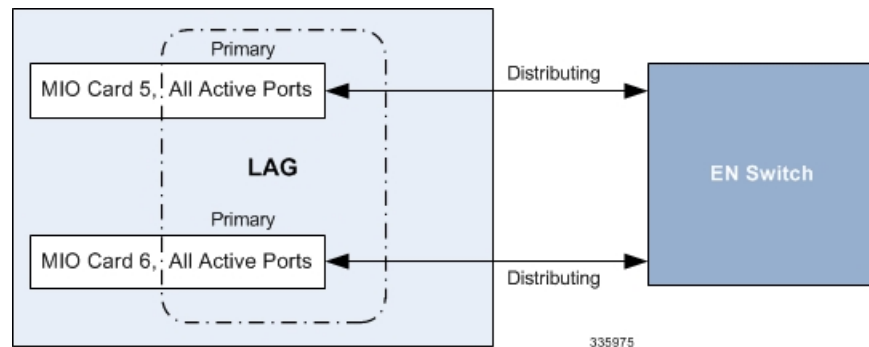 Primary
MIO Card 5, All Active Ports
Distributing
LAG
EN Switch
Primary
MIO Card 6, All Active Ports
Distributing
335975